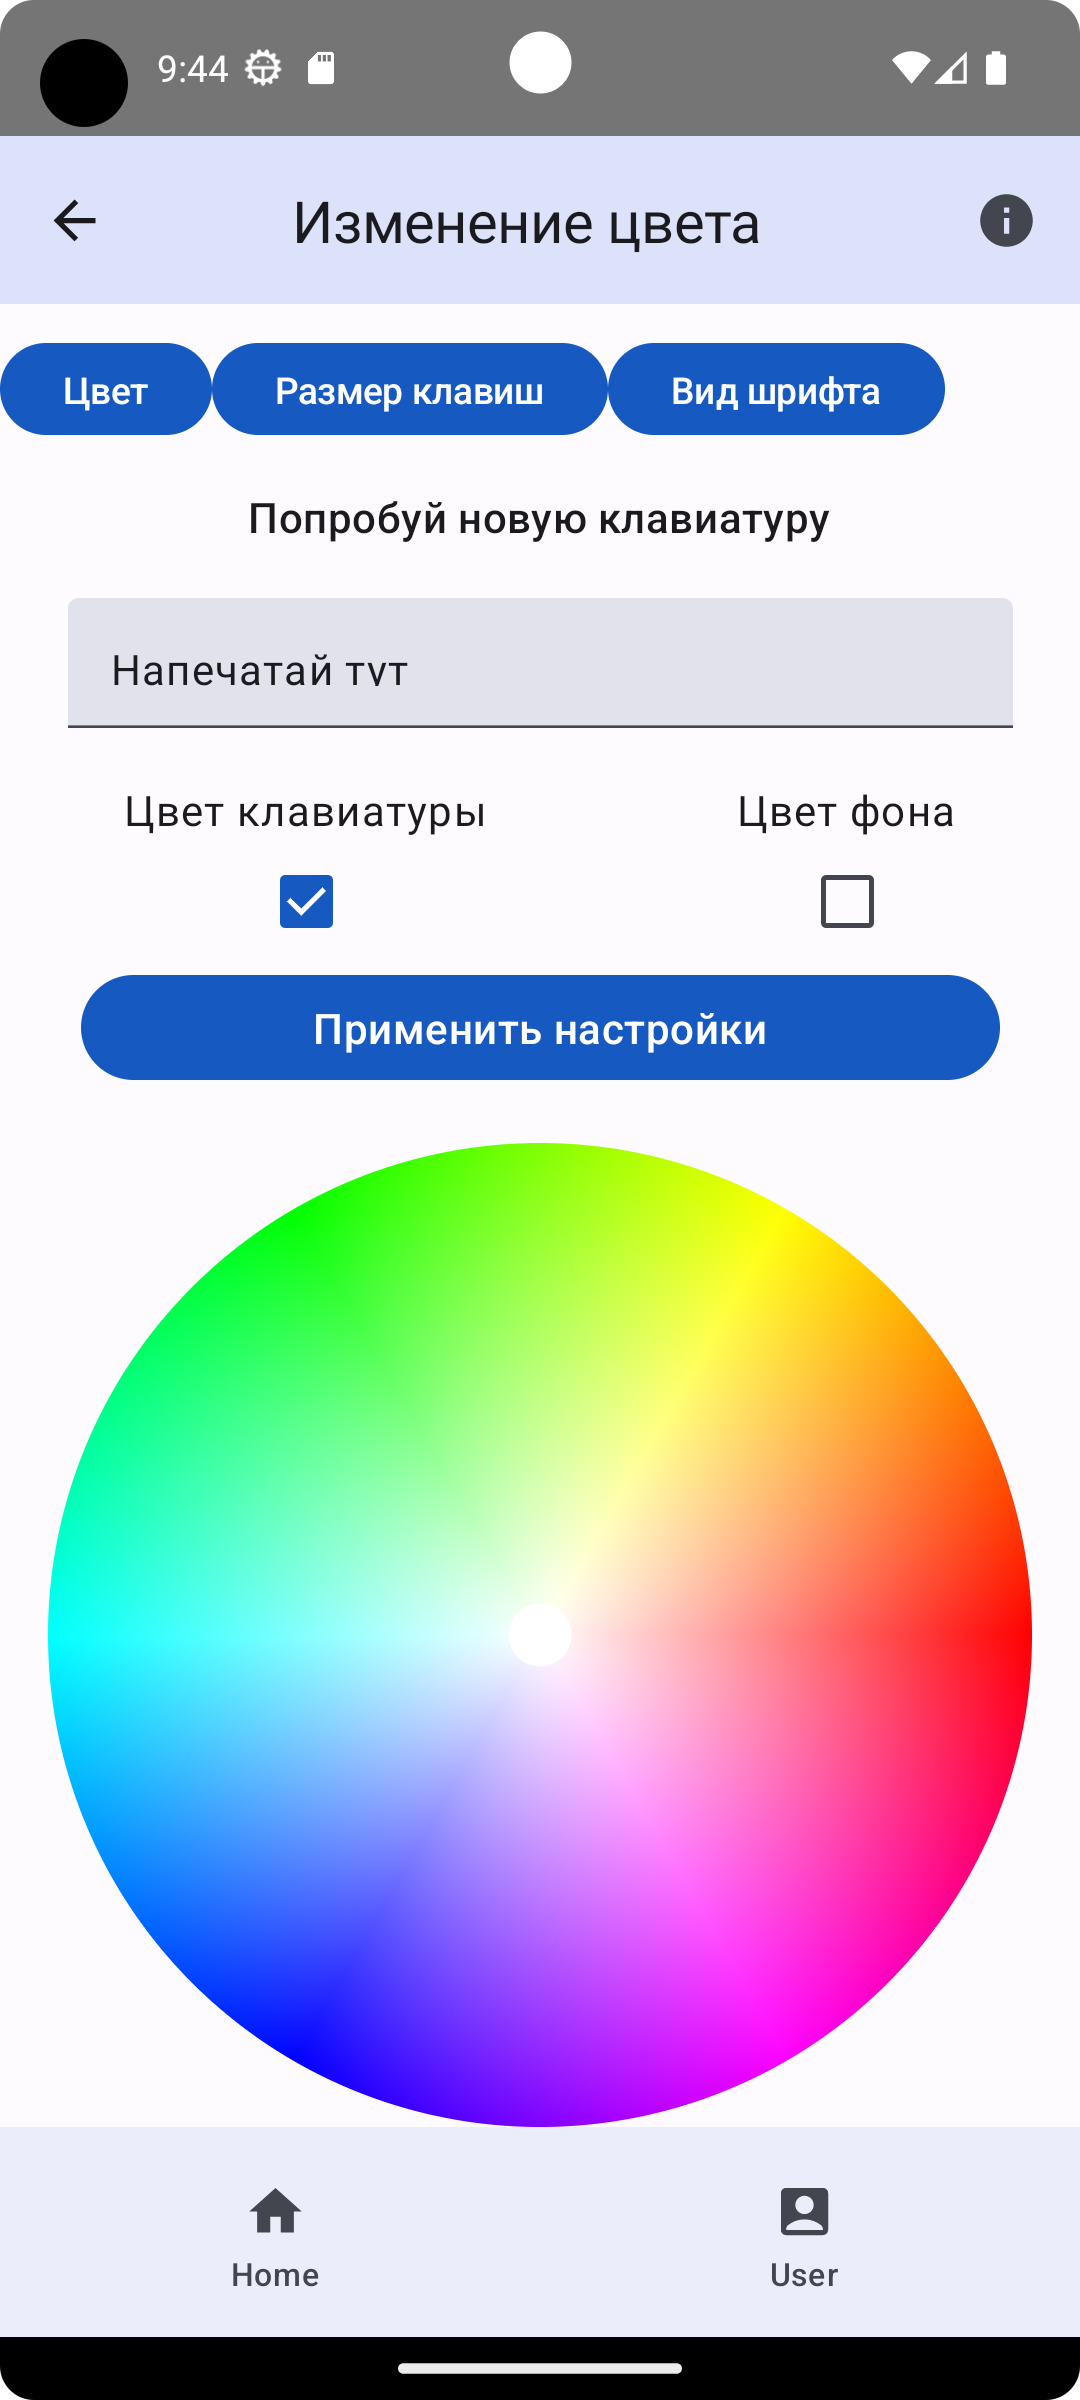 9:44
Изменение цвета
Цвет Размер клавиш Вид шрифта
Попробуй новую клавиатуру
Напечатай тут
Цвет клавиатуры Цвет фона
Применить настройки
Home User